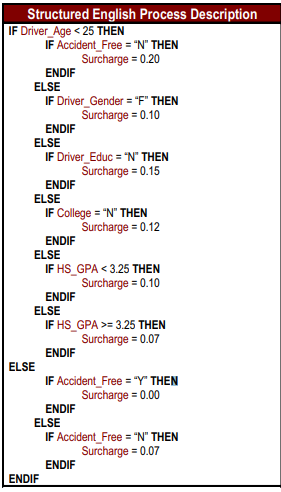 Structured English Process Description
IF Driver_Age < 25 THEN
IF Accident_Free = “N” THEN
Surcharge = 0.20
ENDIF
ELSE
IF Driver_Gender = “F” THEN
Surcharge = 0.10
ENDIF
ELSE
IF Driver_Educ = “N” THEN
Surcharge = 0.15
ENDIF
ELSE
IF College = “N” THEN
Surcharge = 0.12
ENDIF
ELSE
IF HS_GPA < 3.25 THEN
Surcharge = 0.10
ENDIF
ELSE
IF HS_GPA >= 3.25 THEN
Surcharge = 0.07
ENDIF
ELSE
IF Accident_Free = “Y” THEN
Surcharge = 0.00
ENDIF
ELSE
IF Accident_Free = “N” THEN
Surcharge = 0.07
ENDIF
ENDIF